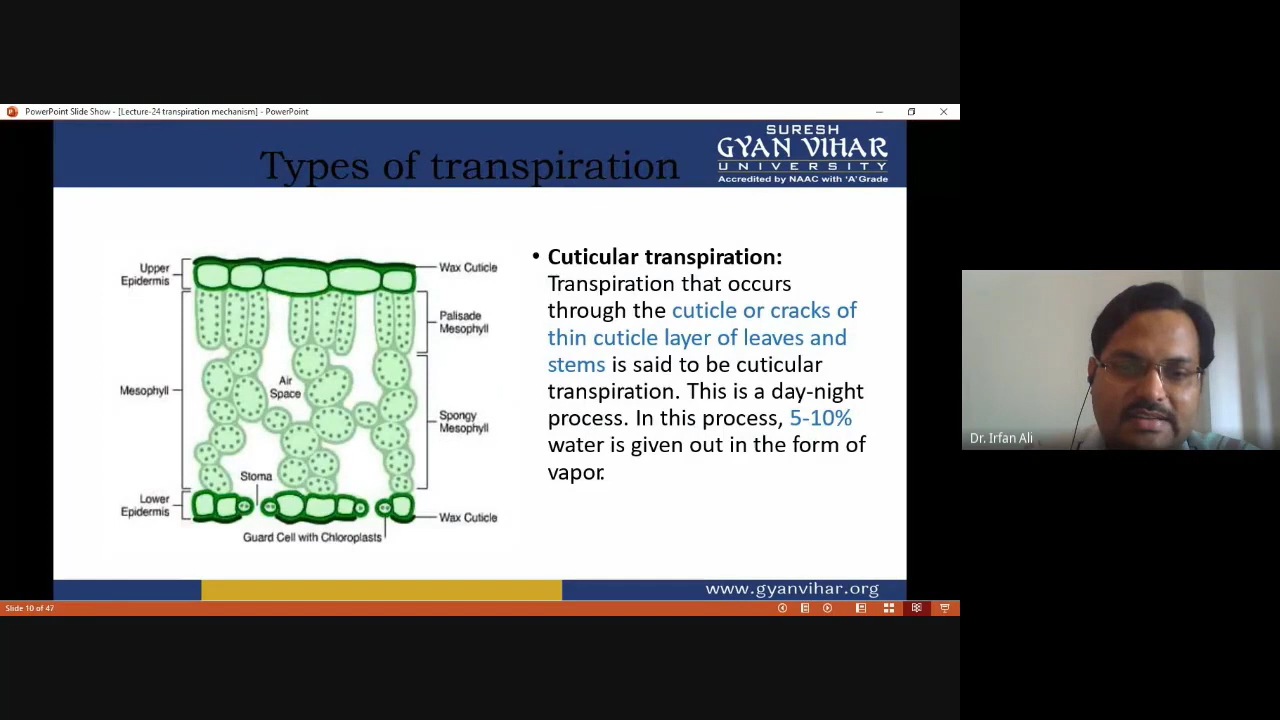 PowerPoint Slide Show - [Lecture-24 transpiration mechanism] - PowerPoint
Types of transpiration
SURESH
GYAN VIHAR
UNIVERSITY
Accredited by NAAC with 'A' Grade
Upper
Epidermis
Wax Cuticle
Palisade
Mesophyll
Mesophyll
Air
Space
Spongy
Mesophyll
Stoma
Lower
Epidermis
Wax Cuticle
Guard Cell with Chloroplasts
• Cuticular transpiration:
Transpiration that occurs
through the cuticle or cracks of
thin cuticle layer of leaves and
stems is said to be cuticular
transpiration. This is a day-night
process. In this process, 5-10%
water is given out in the form of
vapor.
Dr. Irfan Ali
www.gyanvihar.org
Slide 10 of 47